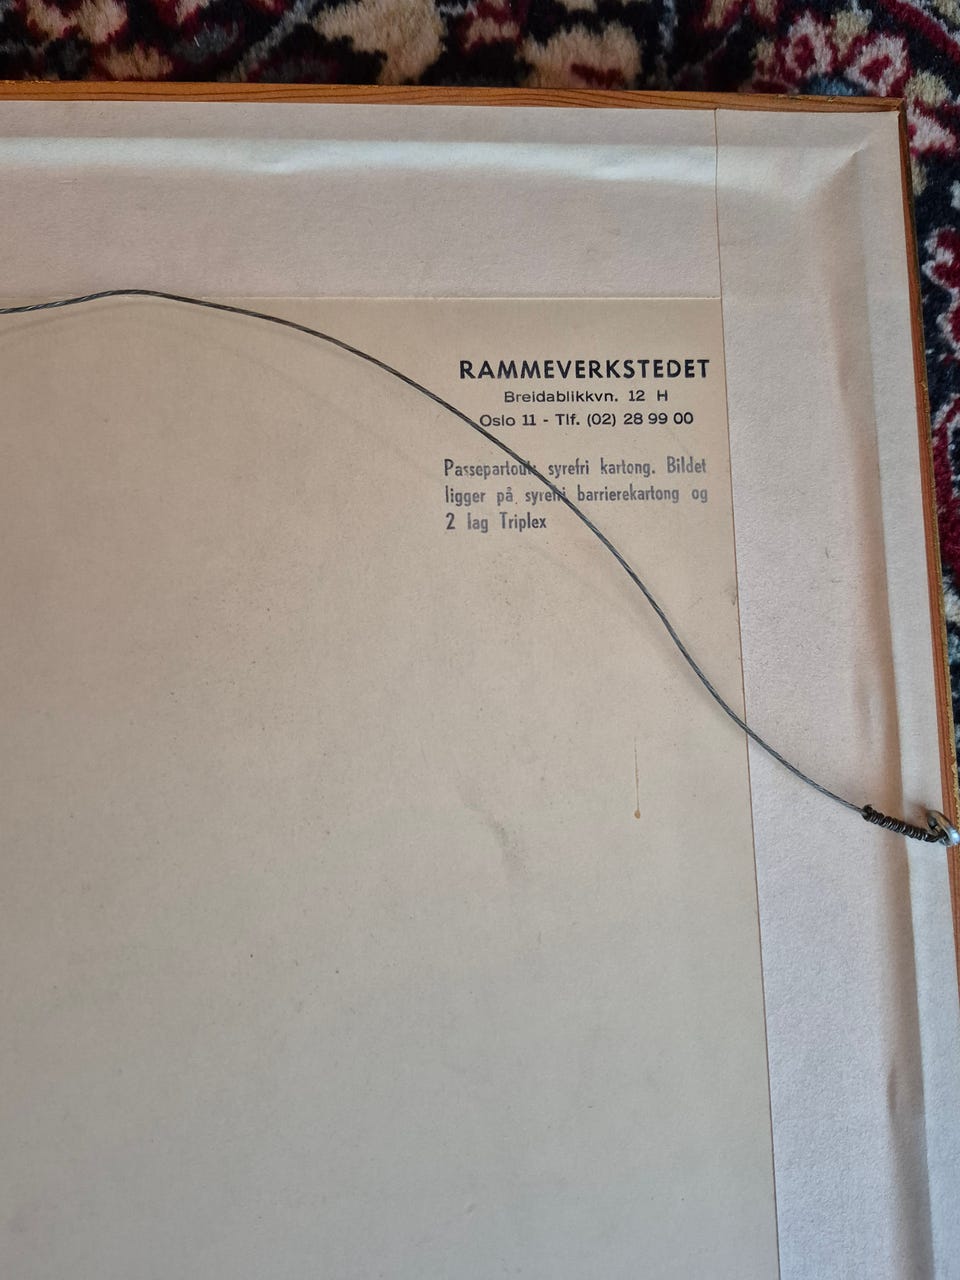 RAMMEVERKSTEDET
Breidablikkvn. 12 H
Oslo 11 - Tlf. (02) 28 99 00
Passepartout: syrefri kartong. Bildet
ligger på syrefri barrierekartong og
2 lag Triplex